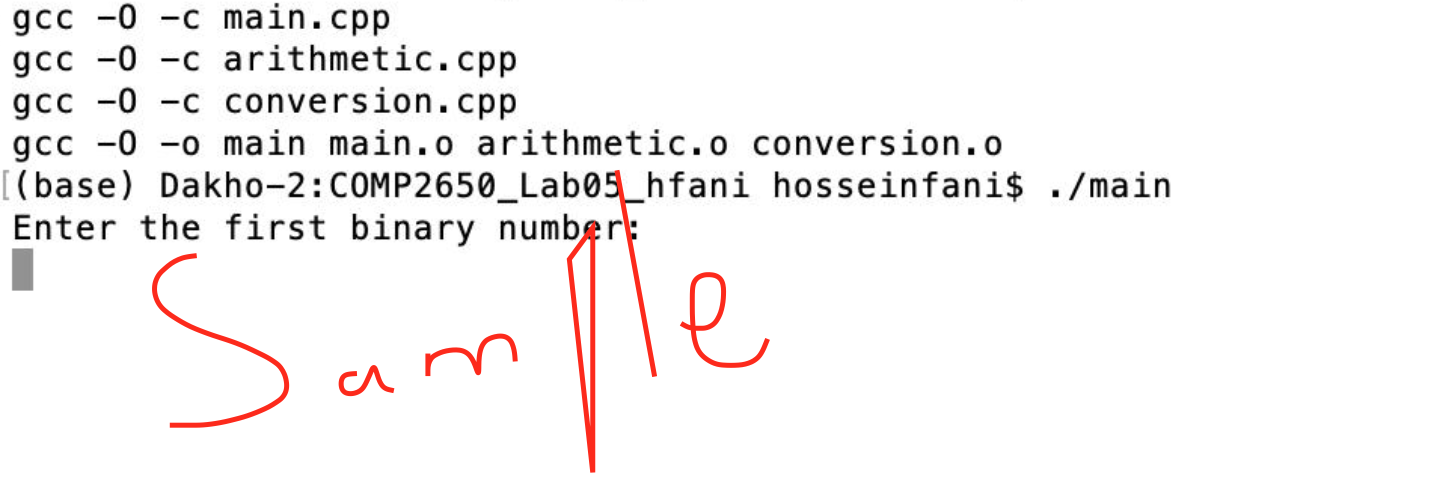 gcc -O -c main.cpp
gcc -O -c arithmetic.cpp
gcc -O -c conversion.cpp
gcc -O -o main main.o arithmetic.o conversion.o
[(base) Dakho-2:COMP2650_Lab05_hfani hosseinfani$ ./main
Enter the first binary number:
Sample